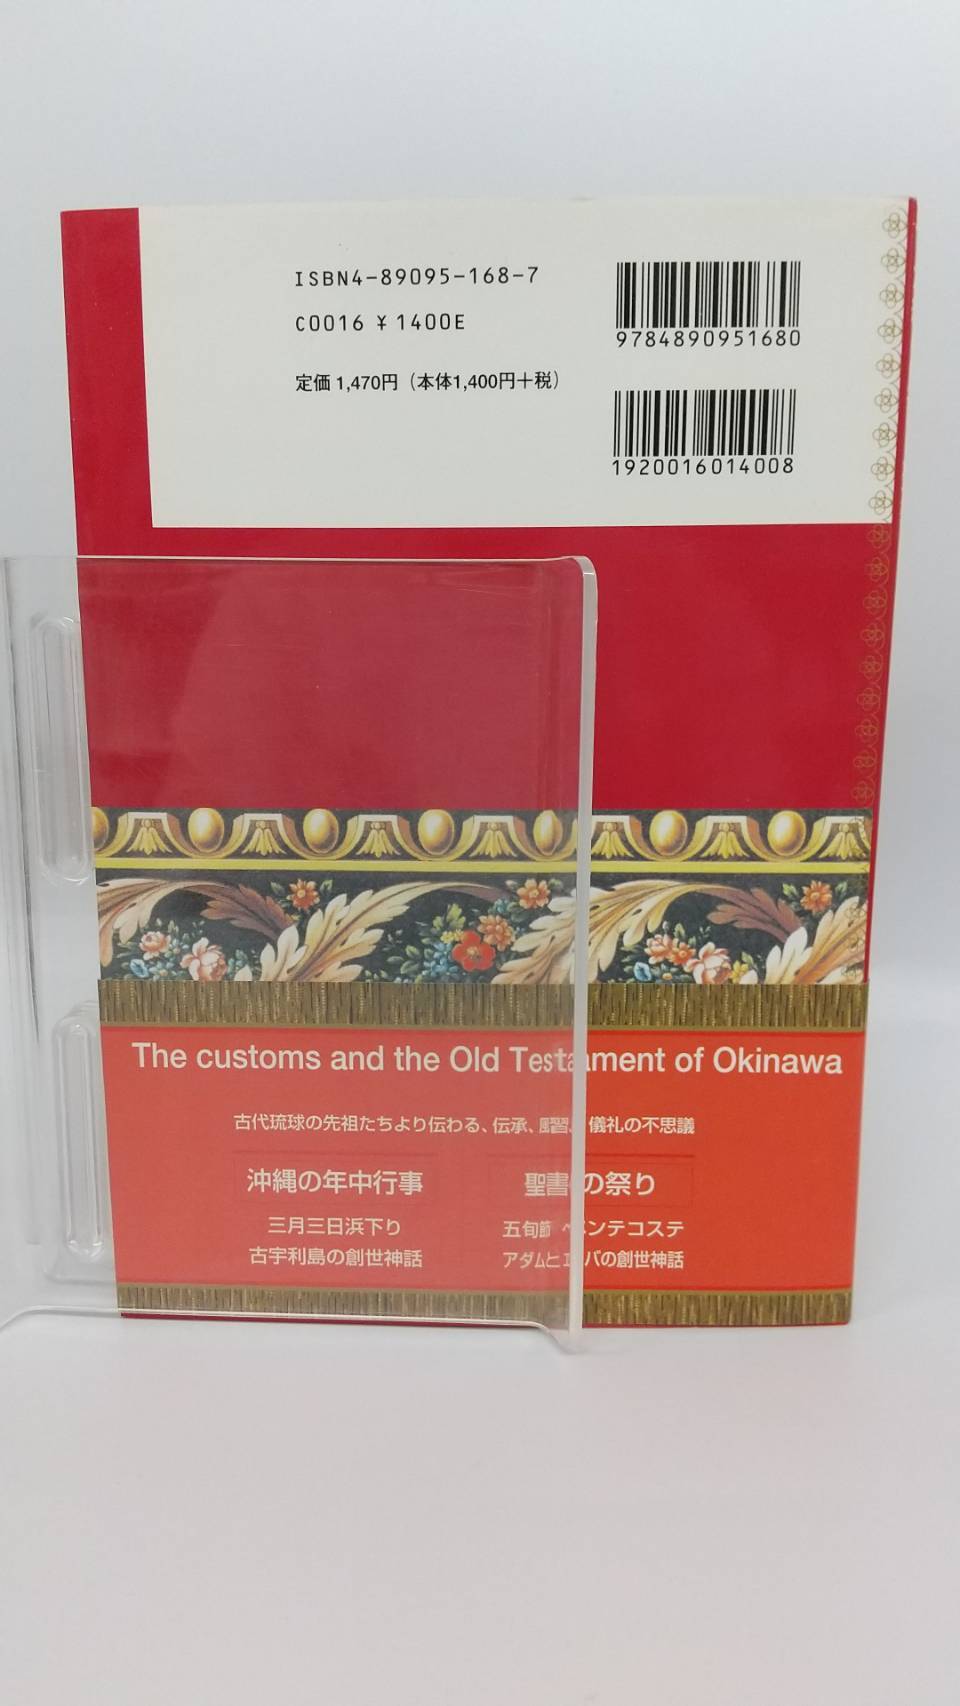 ISBN4-89095-168-7
C0016 ¥1400E
定価 1,470円（本体1,400円＋税）
9784890951680
1920016014008
The customs and the Old Testament of Okinawa
古代琉球の先祖たちより伝わる、伝承、風習、儀礼の不思議
沖縄の年中行事
聖書の祭り
三月三日浜下り
五旬節 ペンテコステ
古宇利島の創世神話
アダムとエバの創世神話